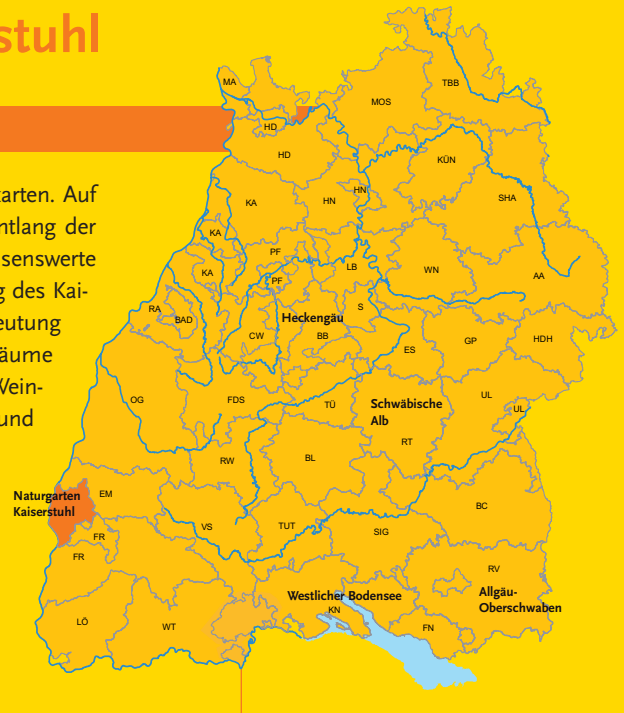 stuhl
tarten. Auf
ntlang der
senswerte
g des Kai-
eutung
äume
Wein-
und
MA
TBB
MOS
HD
HD
KÜN
HN
HN
KA
SHA
KA
PF
LB
WN
AA
KA
PF
RA
BAD
S
Heckengäu
CW
BB
ES
GP
HDH
OG
FDS
TÜ
Schwäbische
Alb
UL
UL
RT
RW
BL
Naturgarten
Kaiserstuhl
EM
BC
VS
TUT
SIG
FR
FR
RV
Westlicher Bodensee
KN
Allgäu-
Oberschwaben
LÖ
WT
FN